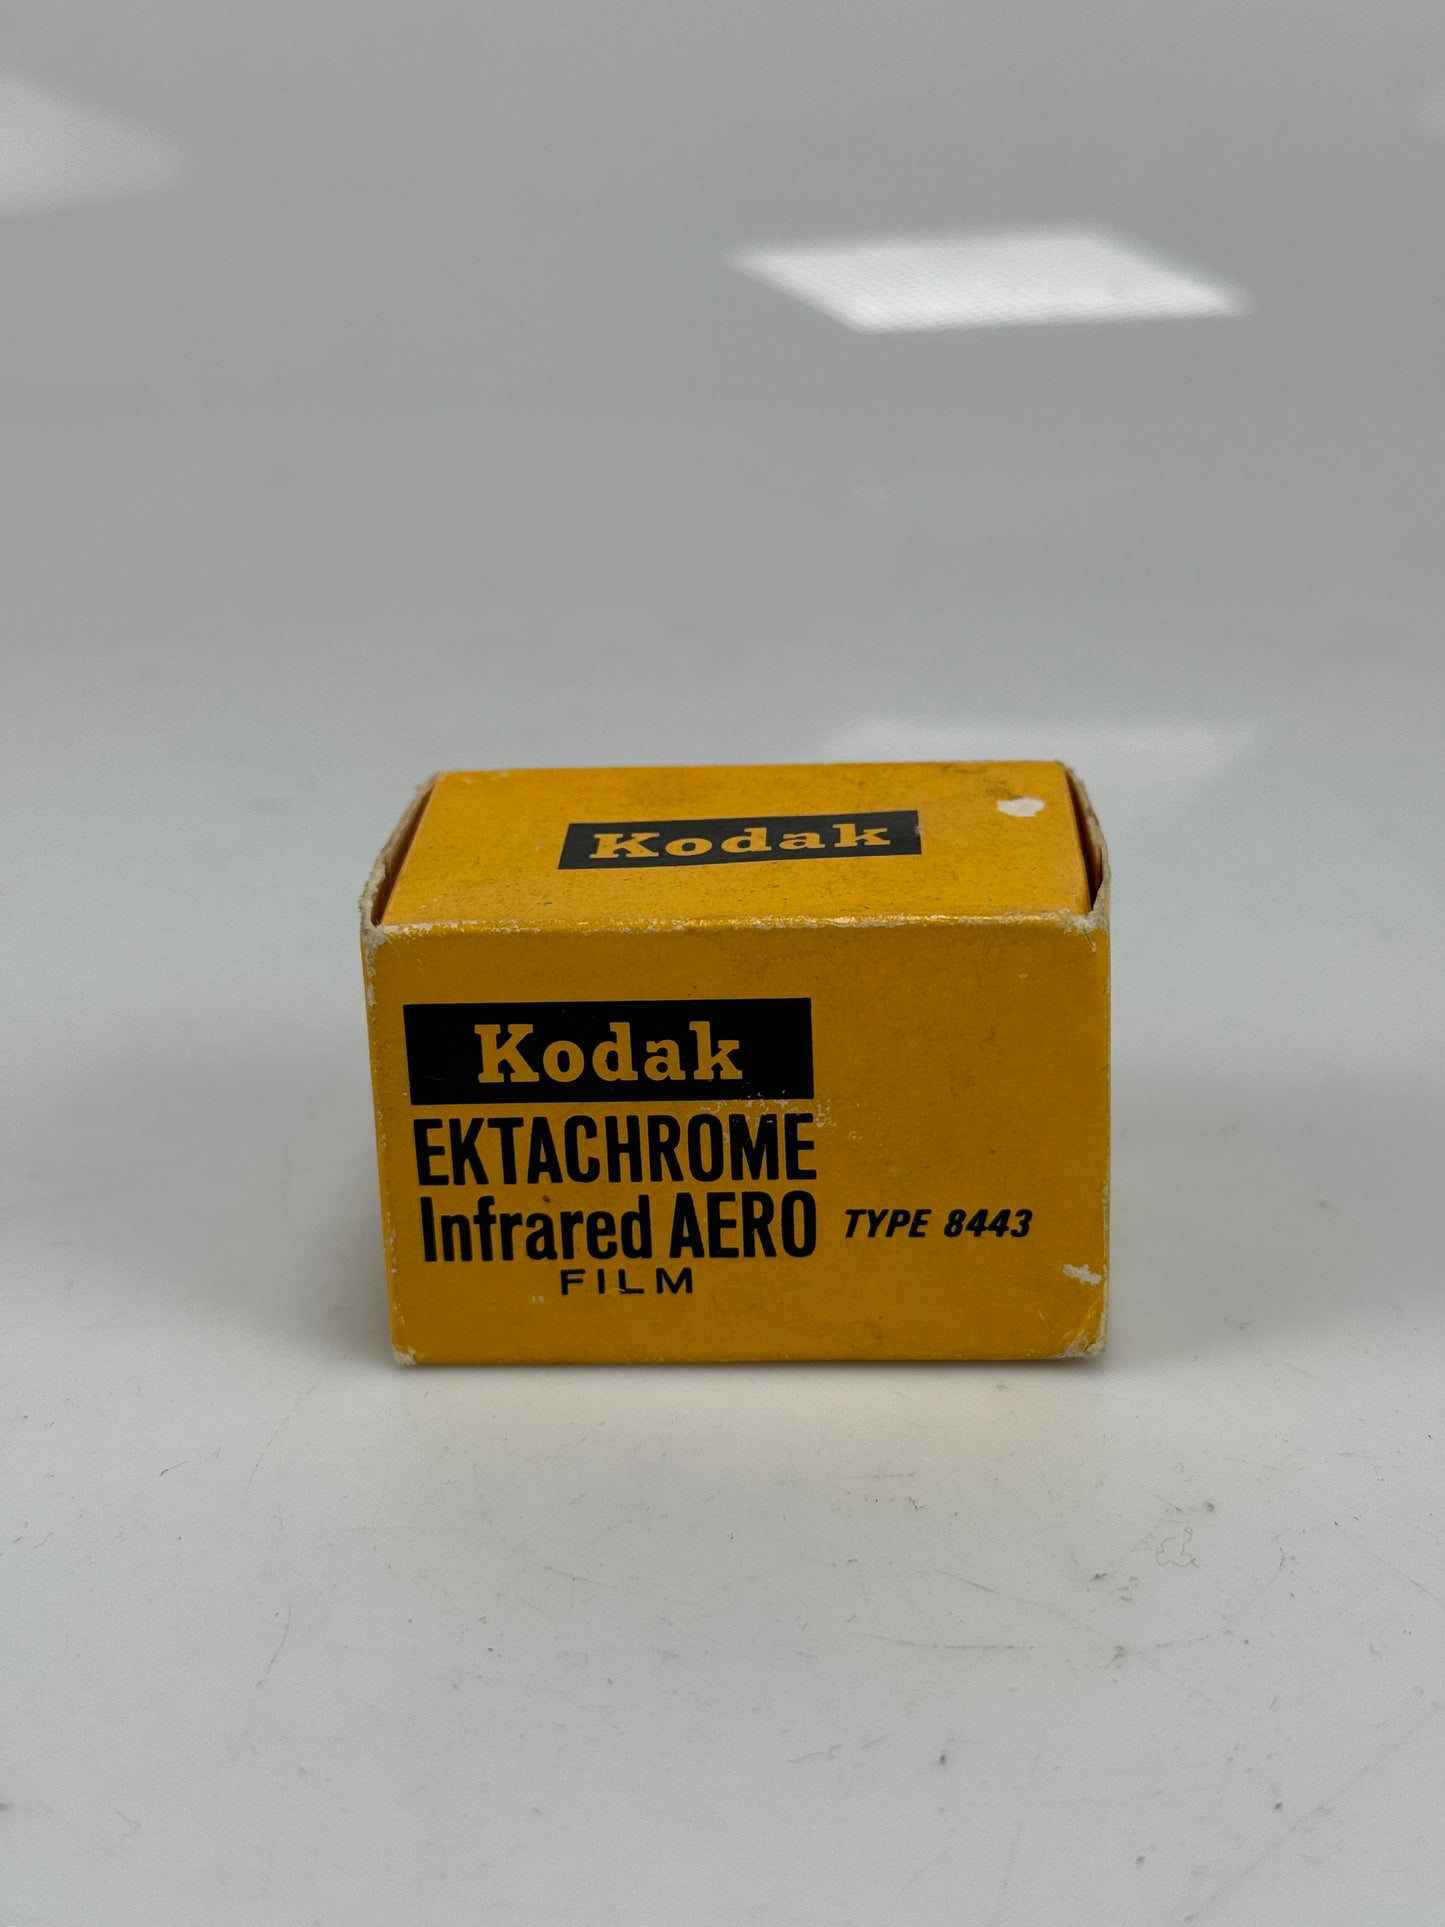 Kodak
Kodak
EKTACHROME
Infrared AERO TYPE 8443
FILM